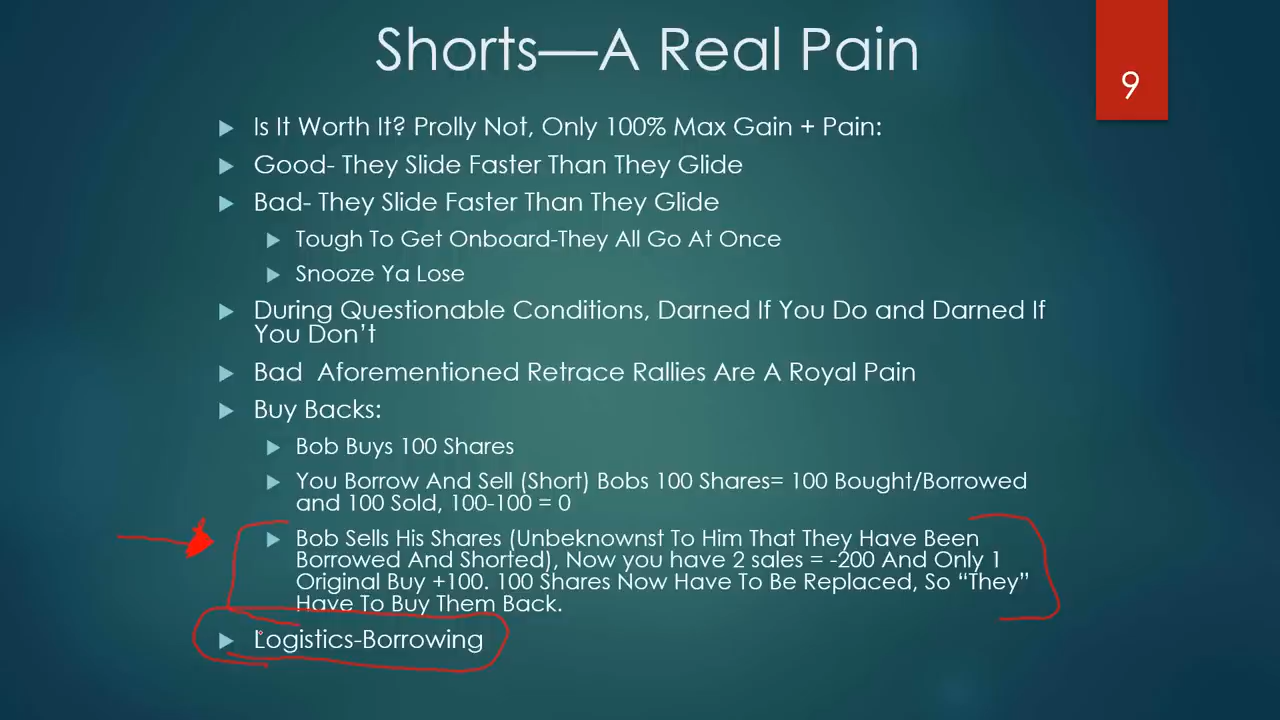 Shorts—A Real Pain
9
Is It Worth It? Prolly Not, Only 100% Max Gain + Pain:
Good- They Slide Faster Than They Glide
Bad- They Slide Faster Than They Glide
Tough To Get Onboard-They All Go At Once
Snooze Ya Lose
During Questionable Conditions, Darned If You Do and Darned If
You Don’t
Bad  Aforementioned Retrace Rallies Are A Royal Pain
Buy Backs:
Bob Buys 100 Shares
You Borrow And Sell (Short) Bobs 100 Shares= 100 Bought/Borrowed
and 100 Sold, 100-100 = 0
Bob Sells His Shares (Unbeknownst To Him That They Have Been
Borrowed And Shorted), Now you have 2 sales = -200 And Only 1
Original Buy +100. 100 Shares Now Have To Be Replaced, So “They”
Have To Buy Them Back.
Logistics-Borrowing